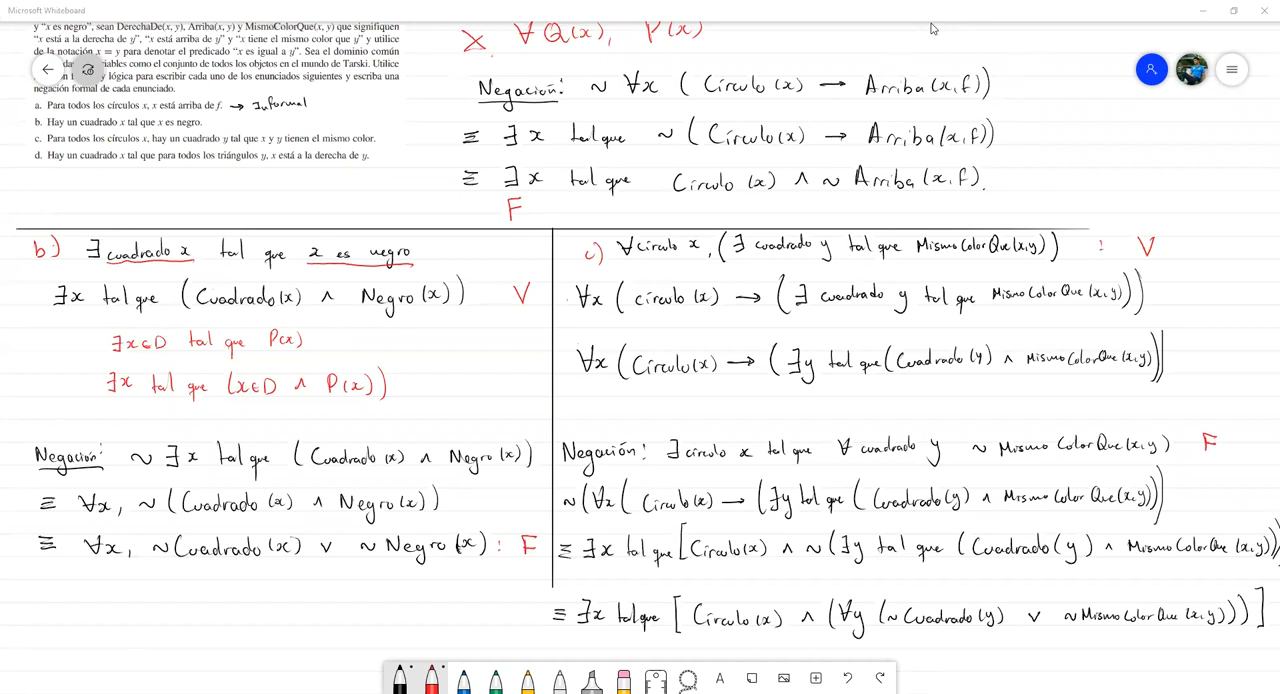 Microsoft Whiteboard
y “x es negro”, sean DerechaDe(x, y), Arriba(x, y) y MismoColorQue(x, y) que signifiquen
“x está a la derecha de y”, “x está arriba de y” y “x tiene el mismo color que y” y utilice
de la notación x = y para denotar el predicado “x es igual a y”. Sea el dominio común
como el conjunto de todos los objetos en el mundo de Tarski. Utilice
lógica para escribir cada uno de los enunciados siguientes y escriba una
negación formal de cada enunciado.
a. Para todos los círculos x, x está arriba de f. → Informal
b. Hay un cuadrado x tal que x es negro.
c. Para todos los círculos x, hay un cuadrado y tal que x y y tienen el mismo color.
d. Hay un cuadrado x tal que para todos los triángulos y, x está a la derecha de y.
X. ∀ Q(x), P(x)
Negación: ~ ∀x (Círculo(x) → Arriba(x,f))
≡ ∃x tal que ~(Círculo(x) → Arriba(x,f))
≡ ∃x tal que Círculo(x) ∧ ~Arriba(x,f).
F
b) ∃ cuadrado x tal que x es negro
∃x tal que (Cuadrado(x) ∧ Negro(x)) V
∃x∈D tal que P(x)
∃x tal que (x∈D ∧ P(x))
Negación: ~∃x tal que (Cuadrado(x) ∧ Negro(x))
≡ ∀x, ~(Cuadrado(x) ∧ Negro(x))
≡ ∀x, ~Cuadrado(x) ∨ ~Negro(x) : F
c) ∀ círculo x, (∃ cuadrado y tal que MismoColorQue(x,y)) : V
∀x (círculo(x) → (∃ cuadrado y tal que MismoColorQue(x,y)))
∀x (Círculo(x) → (∃y tal que (Cuadrado(y) ∧ MismoColorQue(x,y))))
Negación: ∃ círculo x tal que ∀ cuadrado y ~MismoColorQue(x,y) F
~(∀x (Círculo(x) → (∃y tal que (Cuadrado(y) ∧ MismoColorQue(x,y))))
≡ ∃x tal que [Círculo(x) ∧ ~(∃y tal que (Cuadrado(y) ∧ MismoColorQue(x,y)))
≡ ∃x tal que [Círculo(x) ∧ (∀y (~Cuadrado(y) ∨ ~MismoColorQue(x,y)))]